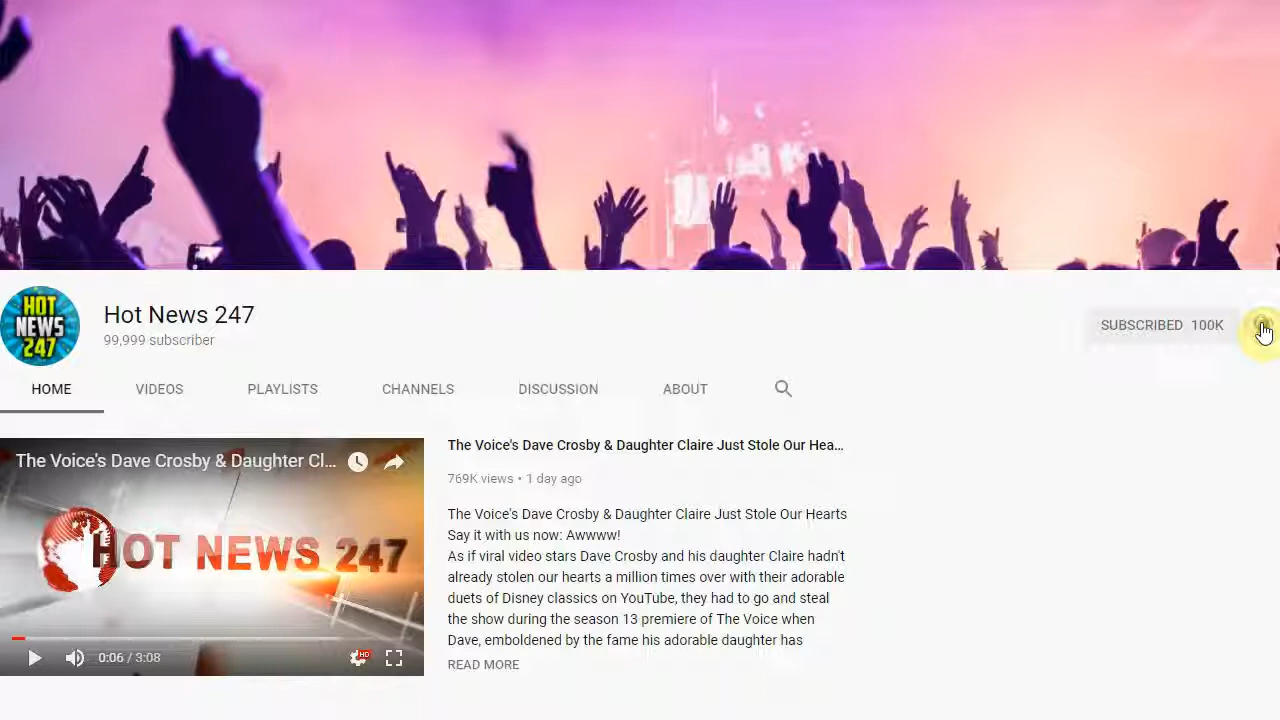 HOT
NEWS
247
Hot News 247
99,999 subscriber
SUBSCRIBED 100K
HOME
VIDEOS
PLAYLISTS
CHANNELS
DISCUSSION
ABOUT
The Voice's Dave Crosby & Daughter Cl...
HOT NEWS 247
0:06 / 3:08
HD
The Voice's Dave Crosby & Daughter Claire Just Stole Our Hea...
769K views • 1 day ago
The Voice's Dave Crosby & Daughter Claire Just Stole Our Hearts
Say it with us now: Awwww!
As if viral video stars Dave Crosby and his daughter Claire hadn't
already stolen our hearts a million times over with their adorable
duets of Disney classics on YouTube, they had to go and steal
the show during the season 13 premiere of The Voice when
Dave, emboldened by the fame his adorable daughter has
READ MORE